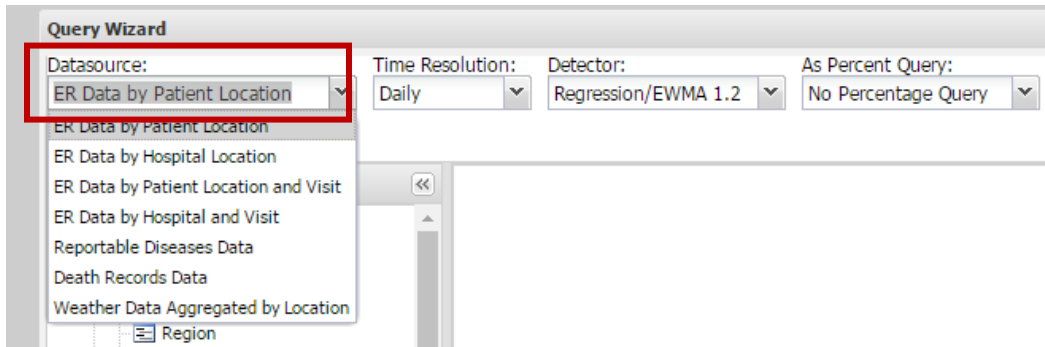 Query Wizard
Datasource: Time Resolution: Detector: As Percent Query:
ER Data by Patient Location Daily Regression/EWMA 1.2 No Percentage Query
ER Data by Patient Location
ER Data by Hospital Location
ER Data by Patient Location and Visit
ER Data by Hospital and Visit
Reportable Diseases Data
Death Records Data
Weather Data Aggregated by Location
Region